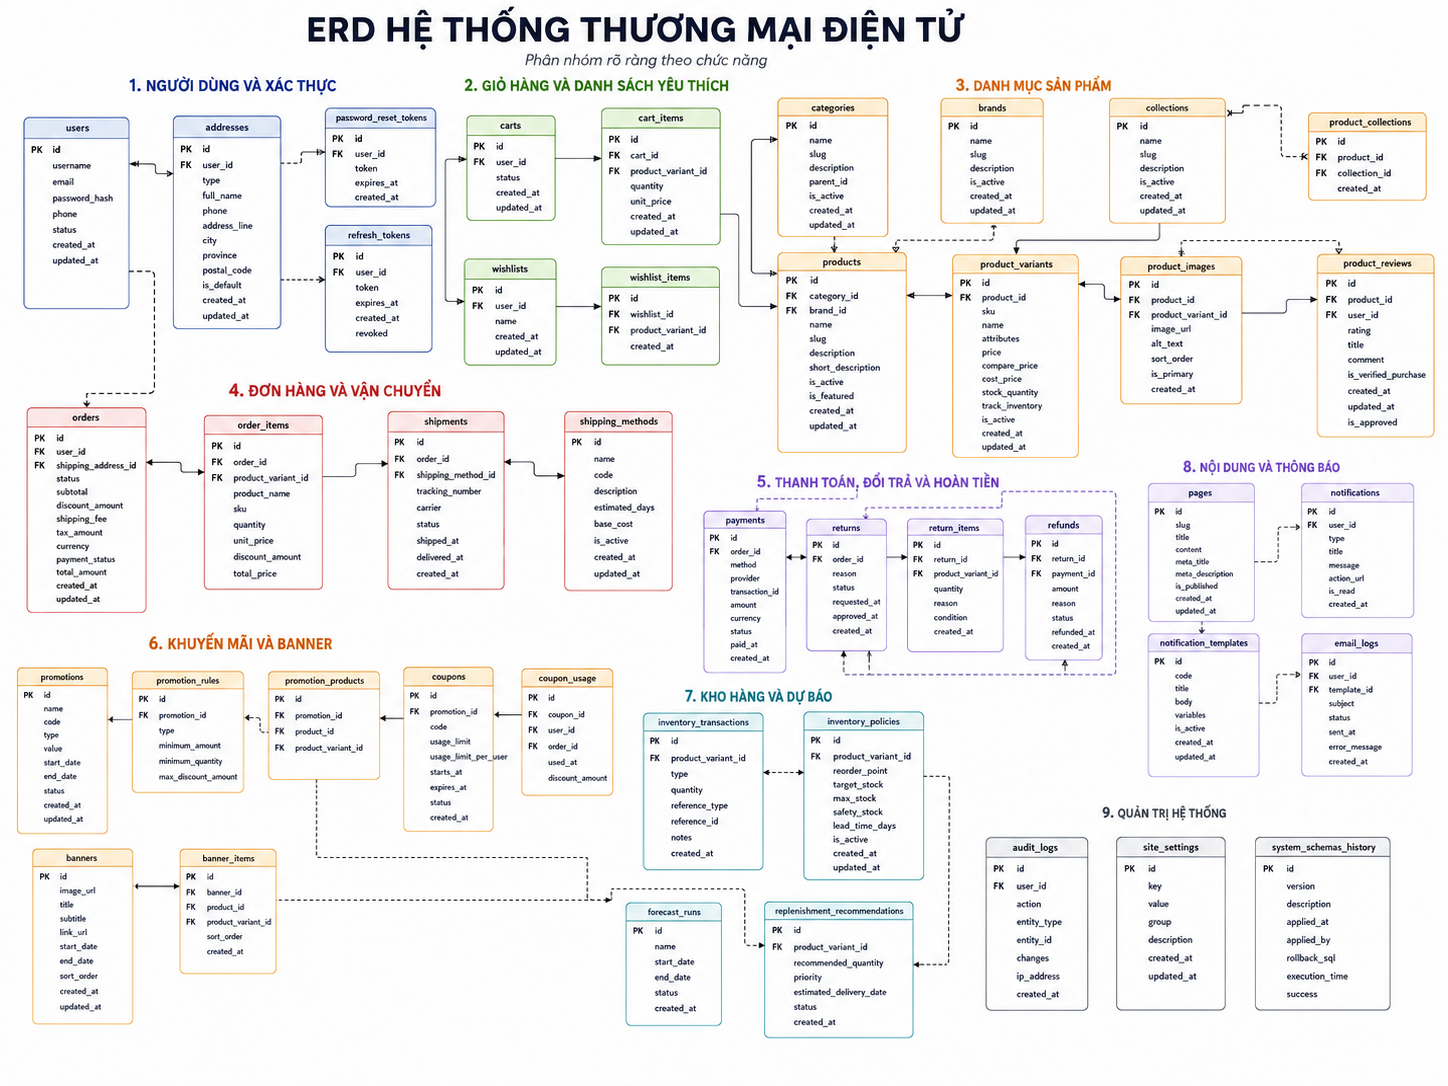 ERD HỆ THỐNG THƯƠNG MẠI ĐIỆN TỬ
Phân nhóm rõ ràng theo chức năng
1. NGƯỜI DÙNG VÀ XÁC THỰC
users
PK id
username
email
password_hash
phone
status
created_at
updated_at
addresses
PK id
FK user_id
type
full_name
phone
address_line
city
province
postal_code
is_default
created_at
updated_at
password_reset_tokens
PK id
FK user_id
token
expires_at
created_at
refresh_tokens
PK id
FK user_id
token
expires_at
created_at
revoked
2. GIỎ HÀNG VÀ DANH SÁCH YÊU THÍCH
carts
PK id
FK user_id
status
created_at
updated_at
cart_items
PK id
FK cart_id
FK product_variant_id
quantity
unit_price
created_at
updated_at
wishlists
PK id
FK user_id
name
created_at
updated_at
wishlist_items
PK id
FK wishlist_id
FK product_variant_id
created_at
3. DANH MỤC SẢN PHẨM
categories
PK id
name
slug
description
parent_id
is_active
created_at
updated_at
brands
PK id
name
slug
description
is_active
created_at
updated_at
collections
PK id
name
slug
description
is_active
created_at
updated_at
product_collections
PK id
FK product_id
FK collection_id
created_at
products
PK id
FK category_id
FK brand_id
name
slug
description
short_description
is_active
is_featured
created_at
updated_at
product_variants
PK id
FK product_id
sku
name
attributes
price
compare_price
cost_price
stock_quantity
track_inventory
is_active
created_at
updated_at
product_images
PK id
FK product_id
FK product_variant_id
image_url
alt_text
sort_order
is_primary
created_at
product_reviews
PK id
FK product_id
FK user_id
rating
title
comment
is_verified_purchase
created_at
updated_at
is_approved
4. ĐƠN HÀNG VÀ VẬN CHUYỂN
orders
PK id
FK user_id
FK shipping_address_id
status
subtotal
discount_amount
shipping_fee
tax_amount
currency
payment_status
total_amount
created_at
updated_at
order_items
PK id
FK order_id
FK product_variant_id
product_name
sku
quantity
unit_price
discount_amount
total_price
shipments
PK id
FK order_id
FK shipping_method_id
tracking_number
carrier
status
shipped_at
delivered_at
created_at
shipping_methods
PK id
name
code
description
estimated_days
base_cost
is_active
created_at
updated_at
5. THANH TOÁN, ĐỔI TRẢ VÀ HOÀN TIỀN
payments
PK id
FK order_id
method
provider
transaction_id
amount
currency
status
paid_at
created_at
returns
PK id
FK order_id
reason
status
requested_at
approved_at
created_at
return_items
PK id
FK return_id
FK product_variant_id
quantity
reason
condition
created_at
refunds
PK id
FK return_id
FK payment_id
amount
reason
status
refunded_at
created_at
8. NỘI DUNG VÀ THÔNG BÁO
pages
PK id
slug
title
content
meta_title
meta_description
is_published
created_at
updated_at
notifications
PK id
FK user_id
type
title
message
action_url
is_read
created_at
notification_templates
PK id
code
title
body
variables
is_active
created_at
updated_at
email_logs
PK id
FK user_id
FK template_id
subject
status
sent_at
error_message
created_at
6. KHUYẾN MÃI VÀ BANNER
promotions
PK id
name
code
type
value
start_date
end_date
status
created_at
updated_at
promotion_rules
PK id
FK promotion_id
type
minimum_amount
minimum_quantity
max_discount_amount
promotion_products
PK id
FK promotion_id
FK product_id
FK product_variant_id
coupons
PK id
FK promotion_id
code
usage_limit
usage_limit_per_user
starts_at
expires_at
status
created_at
coupon_usage
PK id
FK coupon_id
FK user_id
FK order_id
used_at
discount_amount
banners
PK id
image_url
title
subtitle
link_url
start_date
end_date
sort_order
created_at
updated_at
banner_items
PK id
FK banner_id
FK product_id
FK product_variant_id
sort_order
created_at
7. KHO HÀNG VÀ DỰ BÁO
inventory_transactions
PK id
FK product_variant_id
type
quantity
reference_type
reference_id
notes
created_at
inventory_policies
PK id
FK product_variant_id
reorder_point
target_stock
max_stock
safety_stock
lead_time_days
is_active
created_at
updated_at
forecast_runs
PK id
name
start_date
end_date
status
created_at
replenishment_recommendations
PK id
FK product_variant_id
recommended_quantity
priority
estimated_delivery_date
status
created_at
9. QUẢN TRỊ HỆ THỐNG
audit_logs
PK id
FK user_id
action
entity_type
entity_id
changes
ip_address
created_at
site_settings
PK id
key
value
group
description
created_at
updated_at
system_schemas_history
PK id
version
description
applied_at
applied_by
rollback_sql
execution_time
success